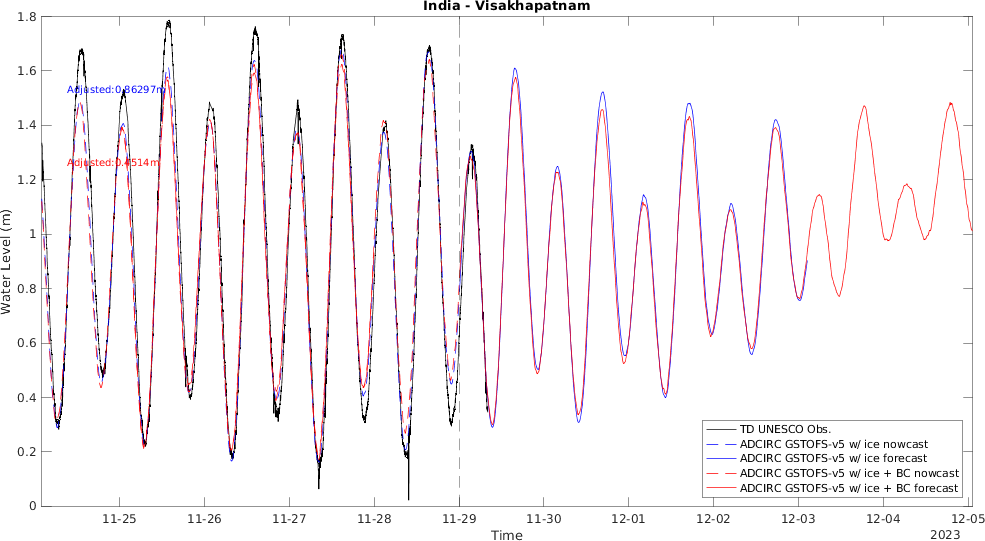 India - Visakhapatnam
1.8
1.6
1.4
1.2
1
0.8
0.6
0.4
0.2
0
Water Level (m)
Adjusted:0.86297m
Adjusted:0.4514m
TD UNESCO Obs.
ADCIRC GSTOFS-v5 w/ ice nowcast
ADCIRC GSTOFS-v5 w/ ice forecast
ADCIRC GSTOFS-v5 w/ ice + BC nowcast
ADCIRC GSTOFS-v5 w/ ice + BC forecast
11-25 11-26 11-27 11-28 11-29 11-30 12-01 12-02 12-03 12-04 12-05
Time
2023